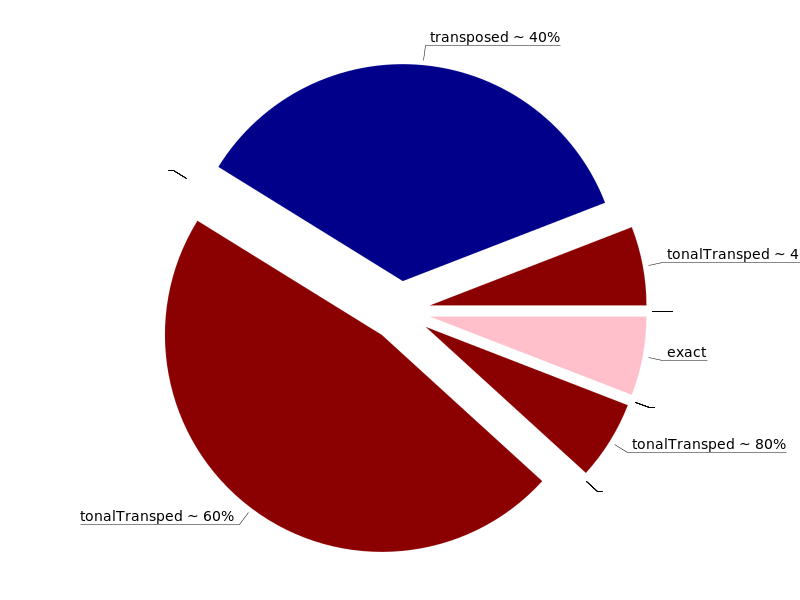 transposed ~ 40%
tonalTransped ~ 4
exact
tonalTransped ~ 80%
tonalTransped ~ 60%